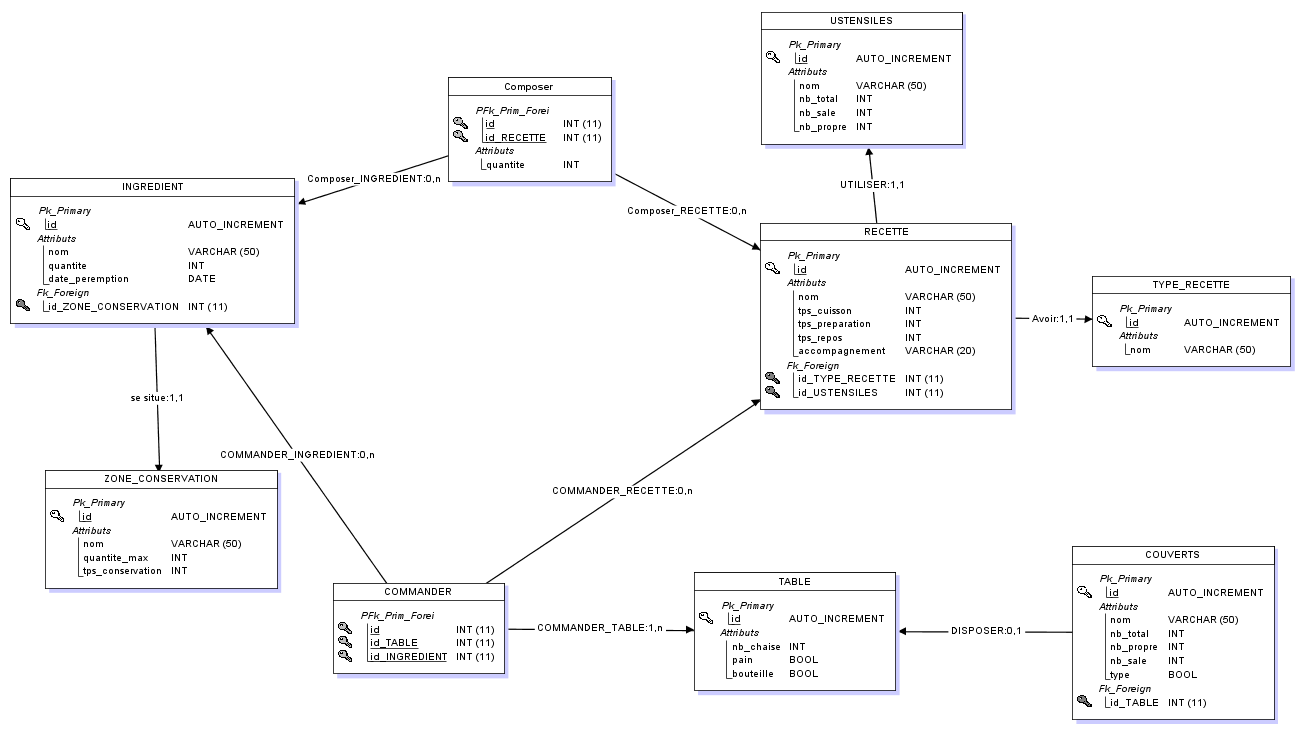 USTENSILES
Pk_Primary
id AUTO_INCREMENT
Attributs
nom VARCHAR (50)
nb_total INT
nb_sale INT
nb_propre INT
Composer
PFk_Prim_Forei
id INT (11)
id_RECETTE INT (11)
Attributs
quantite INT
Composer_INGREDIENT:0,n
UTILISER:1,1
Composer_RECETTE:0,n
INGREDIENT
Pk_Primary
id AUTO_INCREMENT
Attributs
nom VARCHAR (50)
quantite INT
date_peremption DATE
Fk_Foreign
id_ZONE_CONSERVATION INT (11)
RECETTE
Pk_Primary
id AUTO_INCREMENT
Attributs
nom VARCHAR (50)
tps_cuisson INT
tps_preparation INT
tps_repos INT
accompagnement VARCHAR (20)
Fk_Foreign
id_TYPE_RECETTE INT (11)
id_USTENSILES INT (11)
Avoir:1,1
TYPE_RECETTE
Pk_Primary
id AUTO_INCREMENT
Attributs
nom VARCHAR (50)
se situe:1,1
COMMANDER_INGREDIENT:0,n
COMMANDER_RECETTE:0,n
ZONE_CONSERVATION
Pk_Primary
id AUTO_INCREMENT
Attributs
nom VARCHAR (50)
quantite_max INT
tps_conservation INT
COMMANDER
PFk_Prim_Forei
id INT (11)
id_TABLE INT (11)
id_INGREDIENT INT (11)
COMMANDER_TABLE:1,n
TABLE
Pk_Primary
id AUTO_INCREMENT
Attributs
nb_chaise INT
pain BOOL
bouteille BOOL
DISPOSER:0,1
COUVERTS
Pk_Primary
id AUTO_INCREMENT
Attributs
nom VARCHAR (50)
nb_total INT
nb_propre INT
nb_sale INT
type BOOL
Fk_Foreign
id_TABLE INT (11)